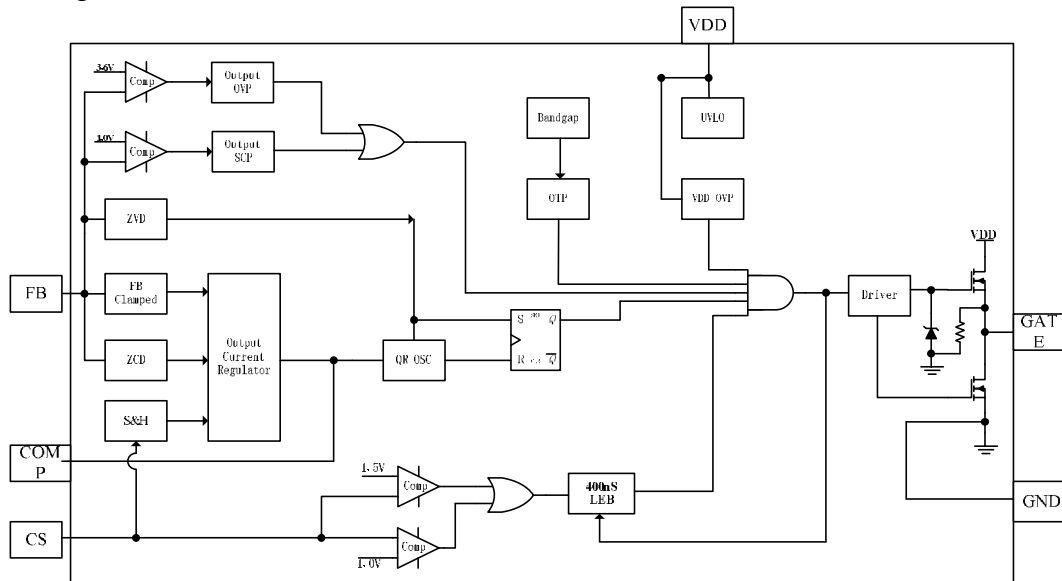 VDD
3.6V
Comp
Output
OVP
1.0V
Comp
Output
SCP
Bandgap
UVLO
ZVD
OTP
VDD OVP
VDD
FB
FB
Clamped
Output
Current
Regulator
Driver
S SET Q
GAT
E
ZCD
QR OSC
R CLR Q
S&H
COM
P
1.5V
Comp
400nS
LEB
GND
CS
Comp
1.0V